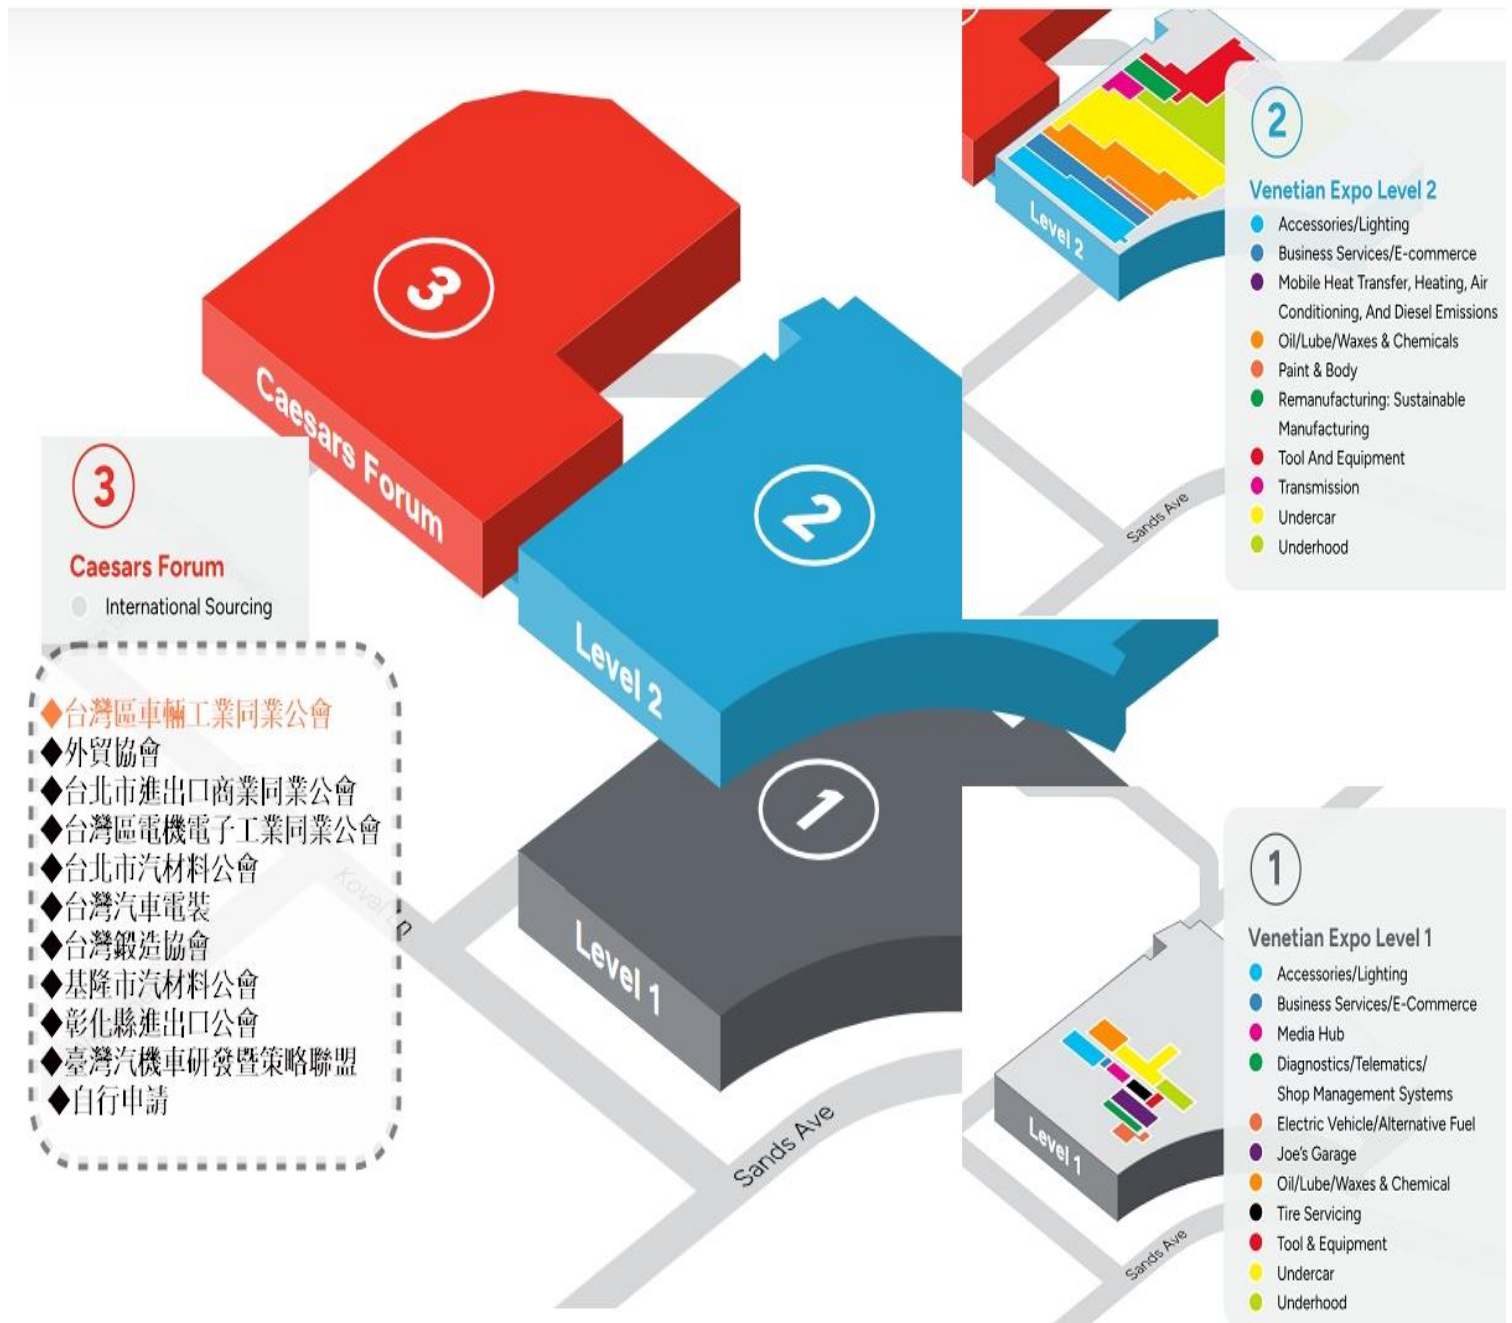 3
Caesars Forum
2
Level 2
1
Level 1
3
Caesars Forum
International Sourcing
◆台灣區車輛工業同業公會
◆外貿協會
◆台北市進出口商業同業公會
◆台灣區電機電子工業同業公會
◆台北市汽材料公會
◆台灣汽車電裝
◆台灣鍛造協會
◆基隆市汽材料公會
◆彰化縣進出口公會
◆臺灣汽機車研發暨策略聯盟
◆自行申請
Koval Ln
Sands Ave
Level 2
Sands Ave
2
Venetian Expo Level 2
Accessories/Lighting
Business Services/E-commerce
Mobile Heat Transfer, Heating, Air
Conditioning, And Diesel Emissions
Oil/Lube/Waxes & Chemicals
Paint & Body
Remanufacturing: Sustainable
Manufacturing
Tool And Equipment
Transmission
Undercar
Underhood
Level 1
Sands Ave
1
Venetian Expo Level 1
Accessories/Lighting
Business Services/E-Commerce
Media Hub
Diagnostics/Telematics/
Shop Management Systems
Electric Vehicle/Alternative Fuel
Joe's Garage
Oil/Lube/Waxes & Chemical
Tire Servicing
Tool & Equipment
Undercar
Underhood